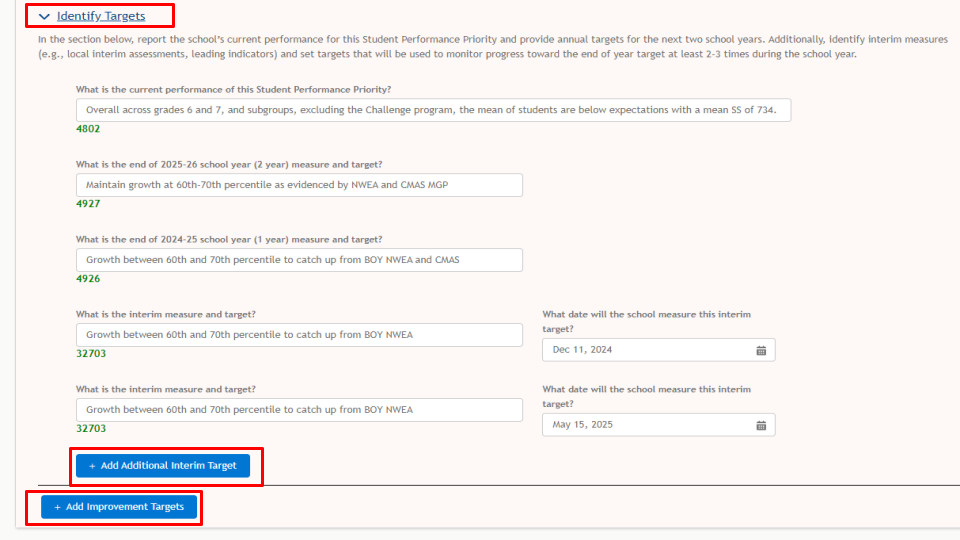 Identify Targets
In the section below, report the school's current performance for this Student Performance Priority and provide annual targets for the next two school years. Additionally, identify interim measures
(e.g., local interim assessments, leading indicators) and set targets that will be used to monitor progress toward the end of year target at least 2-3 times during the school year.
What is the current performance of this Student Performance Priority?
Overall across grades 6 and 7, and subgroups, excluding the Challenge program, the mean of students are below expectations with a mean SS of 734.
4802
What is the end of 2025-26 school year (2 year) measure and target?
Maintain growth at 60th-70th percentile as evidenced by NWEA and CMAS MGP
4927
What is the end of 2024-25 school year (1 year) measure and target?
Growth between 60th and 70th percentile to catch up from BOY NWEA and CMAS
4926
What is the interim measure and target?
Growth between 60th and 70th percentile to catch up from BOY NWEA
32703
What date will the school measure this interim
target?
Dec 11, 2024
What is the interim measure and target?
Growth between 60th and 70th percentile to catch up from BOY NWEA
32703
What date will the school measure this interim
target?
May 15, 2025
+ Add Additional Interim Target
+ Add Improvement Targets